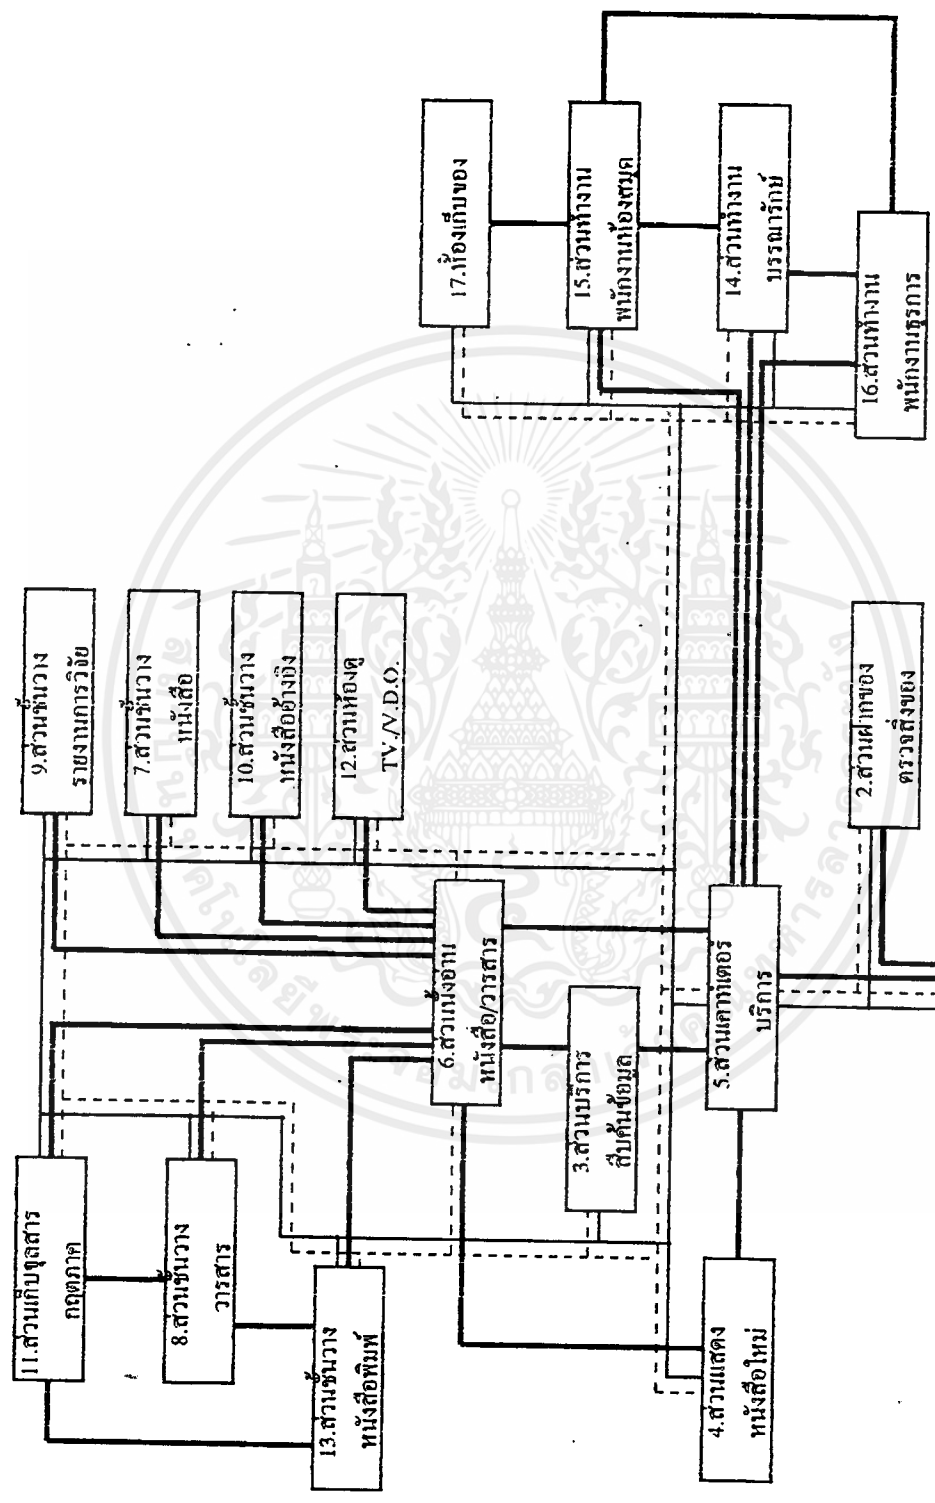 11.ส่วนเก็บจุลสาร
กฤตภาค
8.ส่วนชั้นวาง
วารสาร
13.ส่วนชั้นวาง
หนังสือพิมพ์
4.ส่วนแสดง
หนังสือใหม่
6.ส่วนนั่งอ่าน
หนังสือ/วารสาร
3.ส่วนบริการ
สืบค้นข้อมูล
5.ส่วนเคาท์เตอร์
บริการ
9.ส่วนชั้นวาง
รายงานการวิจัย
7.ส่วนชั้นวาง
หนังสือ
10.ส่วนชั้นวาง
หนังสืออ้างอิง
12.ส่วนห้องดู
TV./V.D.O.
2.ส่วนฝากของ
ตรวจสิ่งของ
17.ห้องเก็บของ
15.ส่วนทำงาน
พนักงานห้องสมุด
14.ส่วนทำงาน
บรรณารักษ์
16.ส่วนทำงาน
พนักงานธุรการ